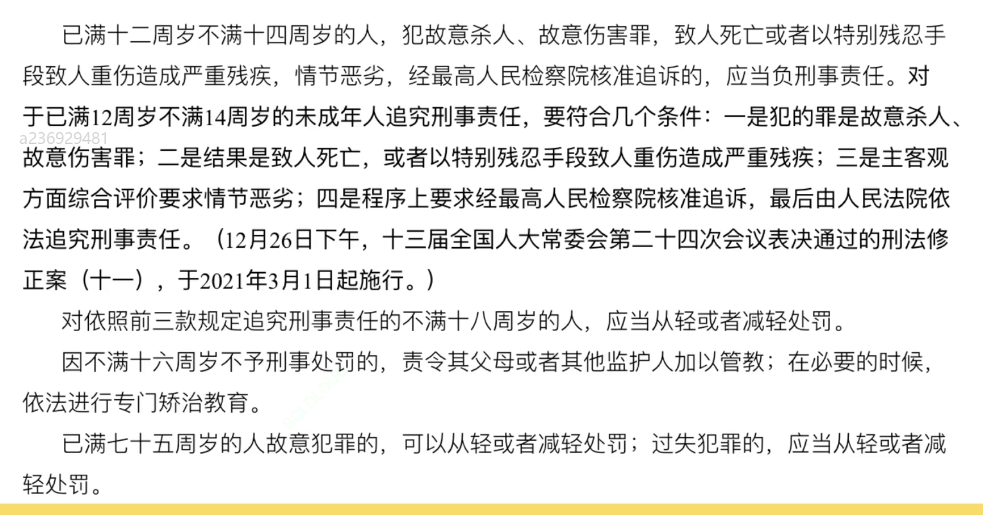 已满十二周岁不满十四周岁的人，犯故意杀人、故意伤害罪，致人死亡或者以特别残忍手
段致人重伤造成严重残疾，情节恶劣，经最高人民检察院核准追诉的，应当负刑事责任。对
于已满12周岁不满14周岁的未成年人追究刑事责任，要符合几个条件：一是犯的罪是故意杀人、
a236929481
故意伤害罪；二是结果是致人死亡，或者以特别残忍手段致人重伤造成严重残疾；三是主客观
方面综合评价要求情节恶劣；四是程序上要求经最高人民检察院核准追诉，最后由人民法院依
法追究刑事责任。（12月26日下午，十三届全国人大常委会第二十四次会议表决通过的刑法修
正案（十一），于2021年3月1日起施行。）
对依照前三款规定追究刑事责任的不满十八周岁的人，应当从轻或者减轻处罚。
因不满十六周岁不予刑事处罚的，责令其父母或者其他监护人加以管教；在必要的时候，
依法进行专门矫治教育。
已满七十五周岁的人故意犯罪的，可以从轻或者减轻处罚；过失犯罪的，应当从轻或者减
轻处罚。